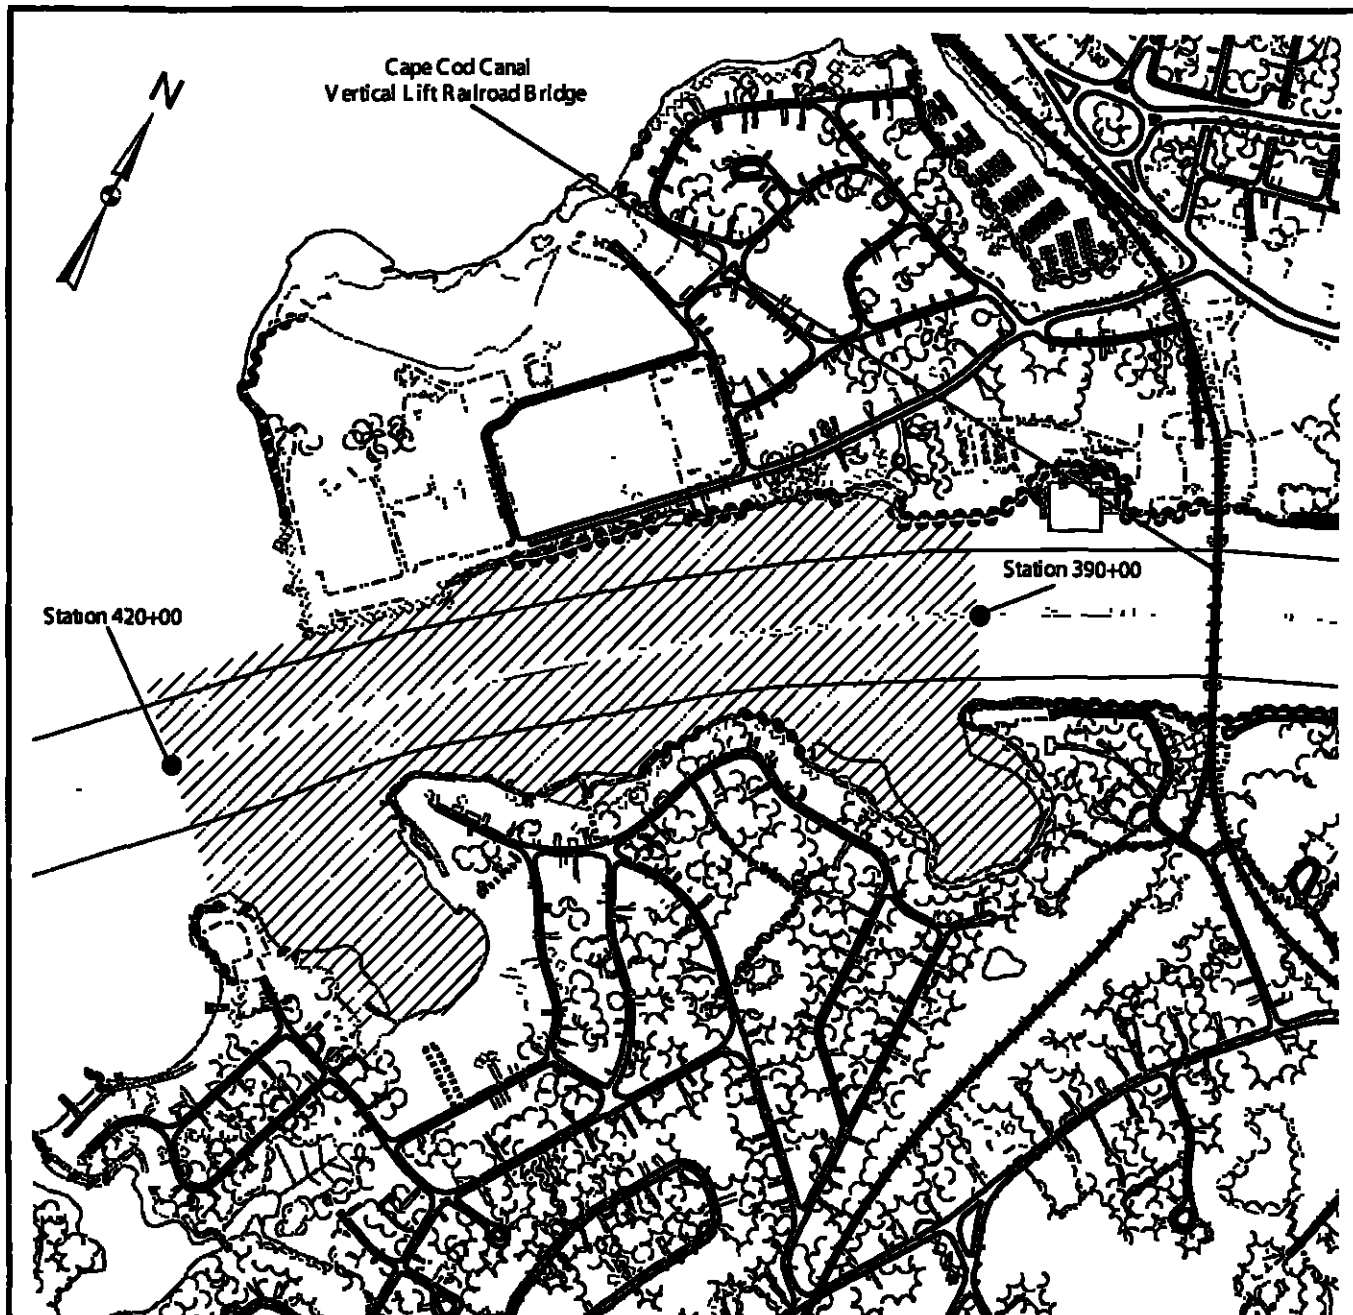 Cape Cod Canal
Vertical Lift Railroad Bridge
N
Station 390+00
Station 420+00